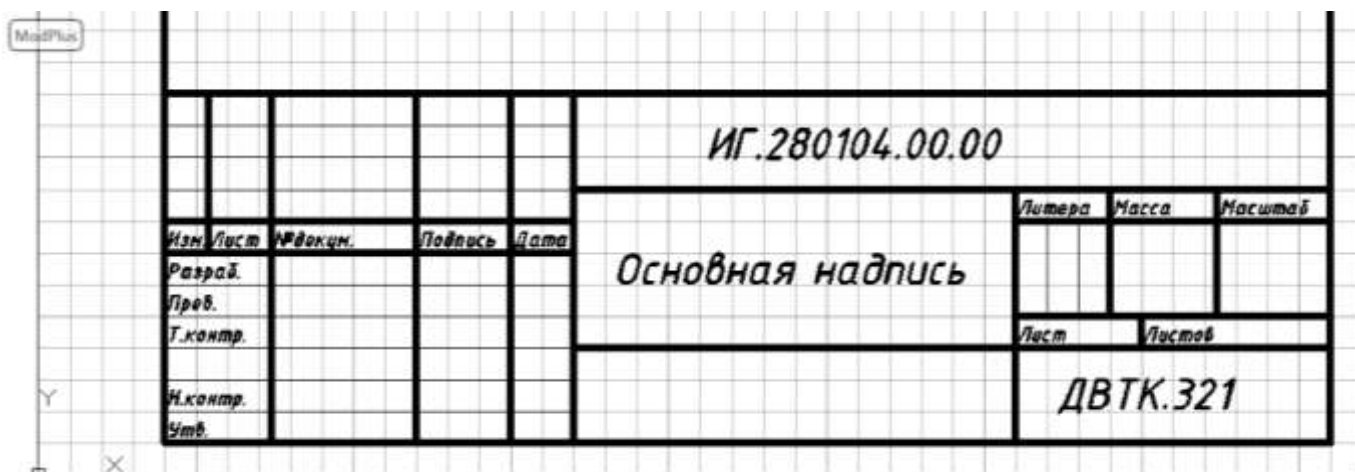 ModPlus
ИГ.280104.00.00
Литера Масса Масштаб
Изм. Лист №докум. Подпись Дата
Основная надпись
Разраб.
Пров.
Т.контр.
Лист Листов
Н.контр.
Утв.
ДВТК.321
Y
X